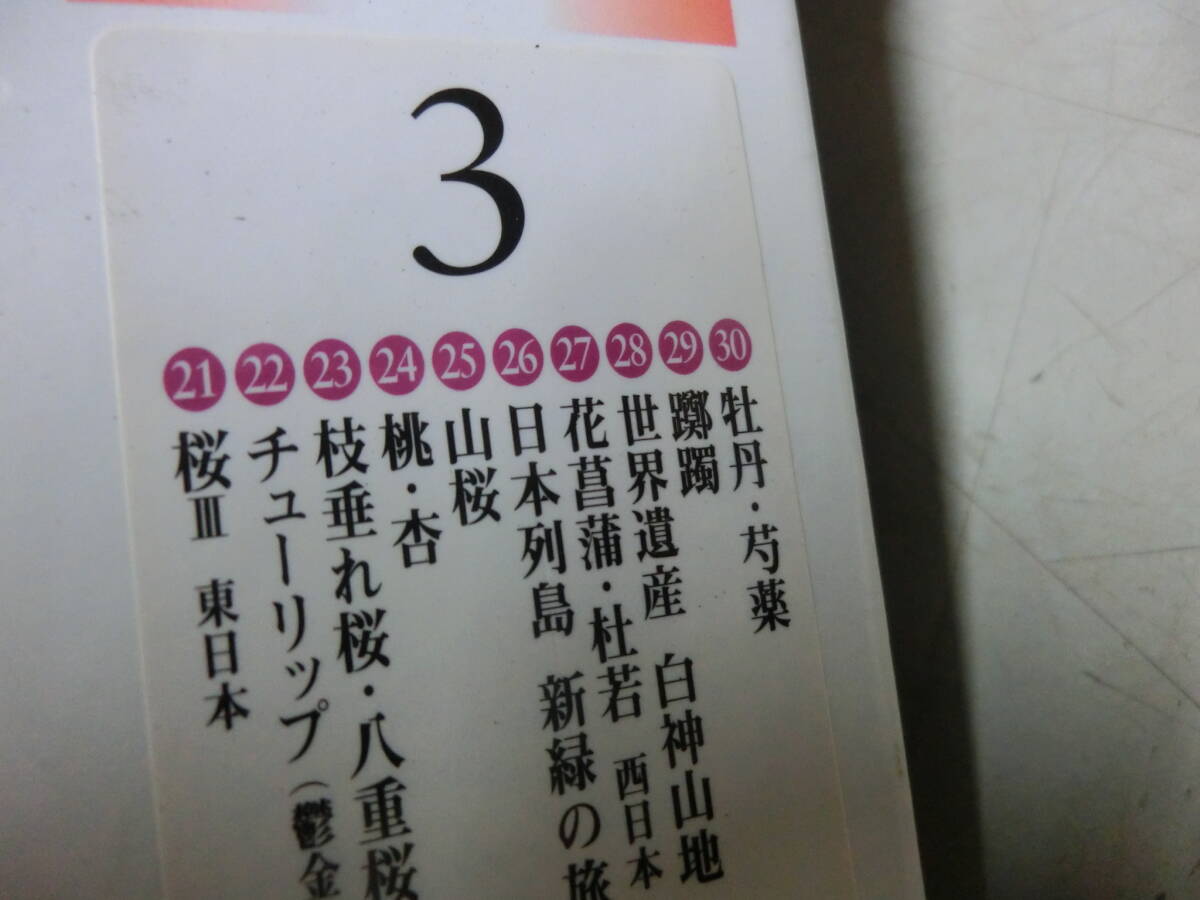 3
21 桜Ⅲ 東日本
22 チューリップ（鬱金
23 枝垂れ桜・八重桜
24 桃・杏
25 山桜
26 日本列島 新緑の旅
27 花菖蒲・杜若 西日本
28 世界遺産 白神山地
29 躑躅
30 牡丹・芍薬